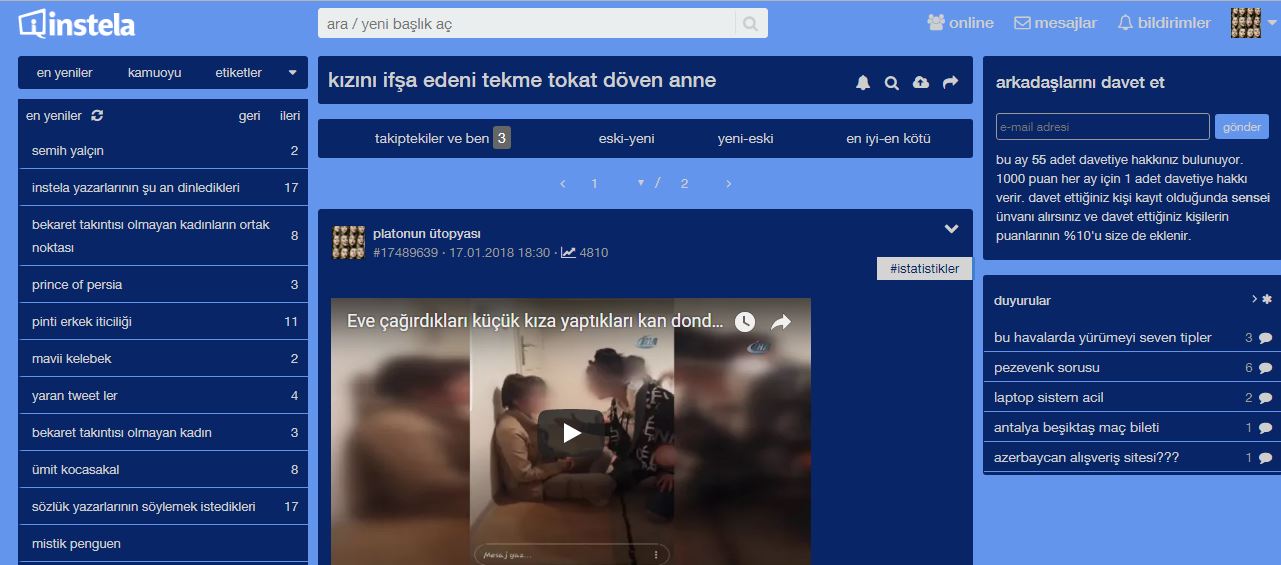 instela
ara / yeni başlık aç
online
mesajlar
bildirimler
en yeniler
kamuoyu
etiketler
en yeniler
geri
ileri
semih yalçın 2
instela yazarlarının şu an dinledikleri 17
bekaret takıntısı olmayan kadınların ortak
noktası 8
prince of persia 3
pinti erkek iticiliği 11
mavii kelebek 2
yaran tweet ler 4
bekaret takıntısı olmayan kadın 3
ümit kocasakal 8
sözlük yazarlarının söylemek istedikleri 17
mistik penguen
kızını ifşa edeni tekme tokat döven anne
takiptekiler ve ben 3
eski-yeni
yeni-eski
en iyi-en kötü
‹ 1 ▾ / 2 ›
platonun ütopyası
#17489639 · 17.01.2018 18:30 · 4810
#istatistikler
Eve çağırdıkları küçük kıza yaptıkları kan dond...
İHA
İHA
Mesaj gaz...
arkadaşlarını davet et
e-mail adresi
gönder
bu ay 55 adet davetiye hakkınız bulunuyor.
1000 puan her ay için 1 adet davetiye hakkı
verir. davet ettiğiniz kişi kayıt olduğunda sensei
ünvanı alırsınız ve davet ettiğiniz kişilerin
puanlarının %10'u size de eklenir.
duyurular
bu havalarda yürümeyi seven tipler 3
pezevenk sorusu 6
laptop sistem acil 2
antalya beşiktaş maç bileti 1
azerbaycan alışveriş sitesi??? 1